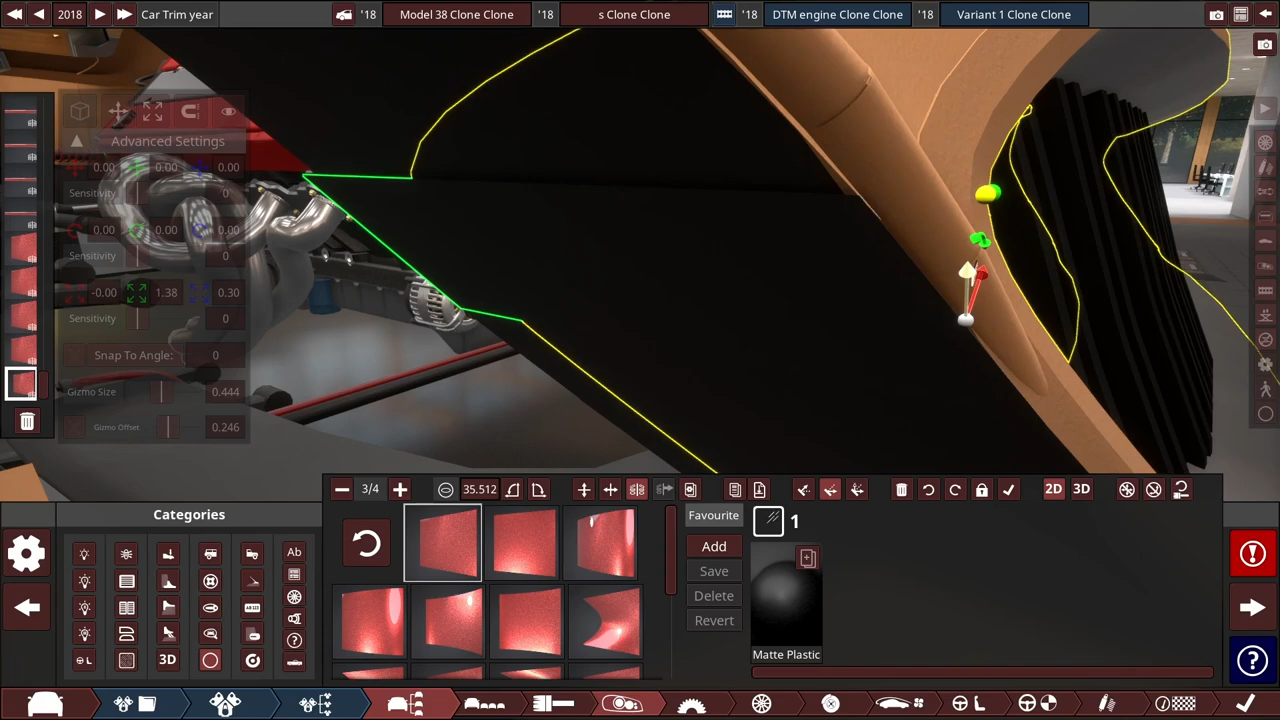 2018 Car Trim year '18 Model 38 Clone Clone '18 s Clone Clone '18 DTM engine Clone Clone '18 Variant 1 Clone Clone
Advanced Settings
0.00 0.00 0.00
Sensitivity 0
0.00 0.00 0.00
Sensitivity 0
-0.00 1.38 0.30
Sensitivity 0
Snap To Angle: 0
Gizmo Size 0.444
Gizmo Offset 0.246
3/4 35.512 2D 3D
Categories
Ab
3D
Favourite
Add
Save
Delete
Revert
1
Matte Plastic